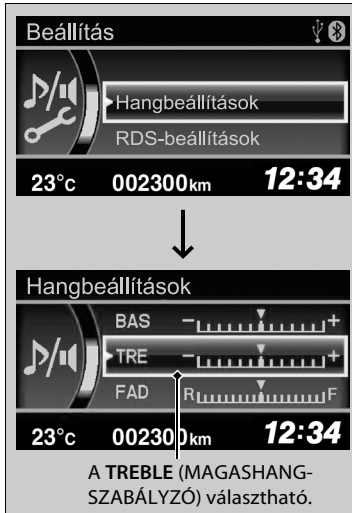 Beállítás
Hangbeállítások
RDS-beállítások
23°c 002300km 12:34
Hangbeállítások
BAS − +
TRE − +
FAD R F
23°c 002300km 12:34
A TREBLE (MAGASHANG-
SZABÁLYZÓ) választható.